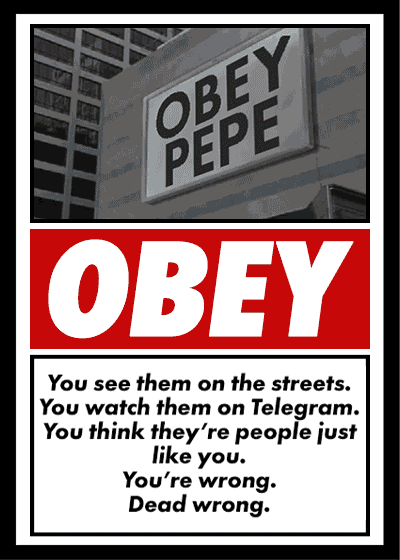 OBEY
PEPE
OBEY
You see them on the streets.
You watch them on Telegram.
You think they're people just
like you.
You're wrong.
Dead wrong.